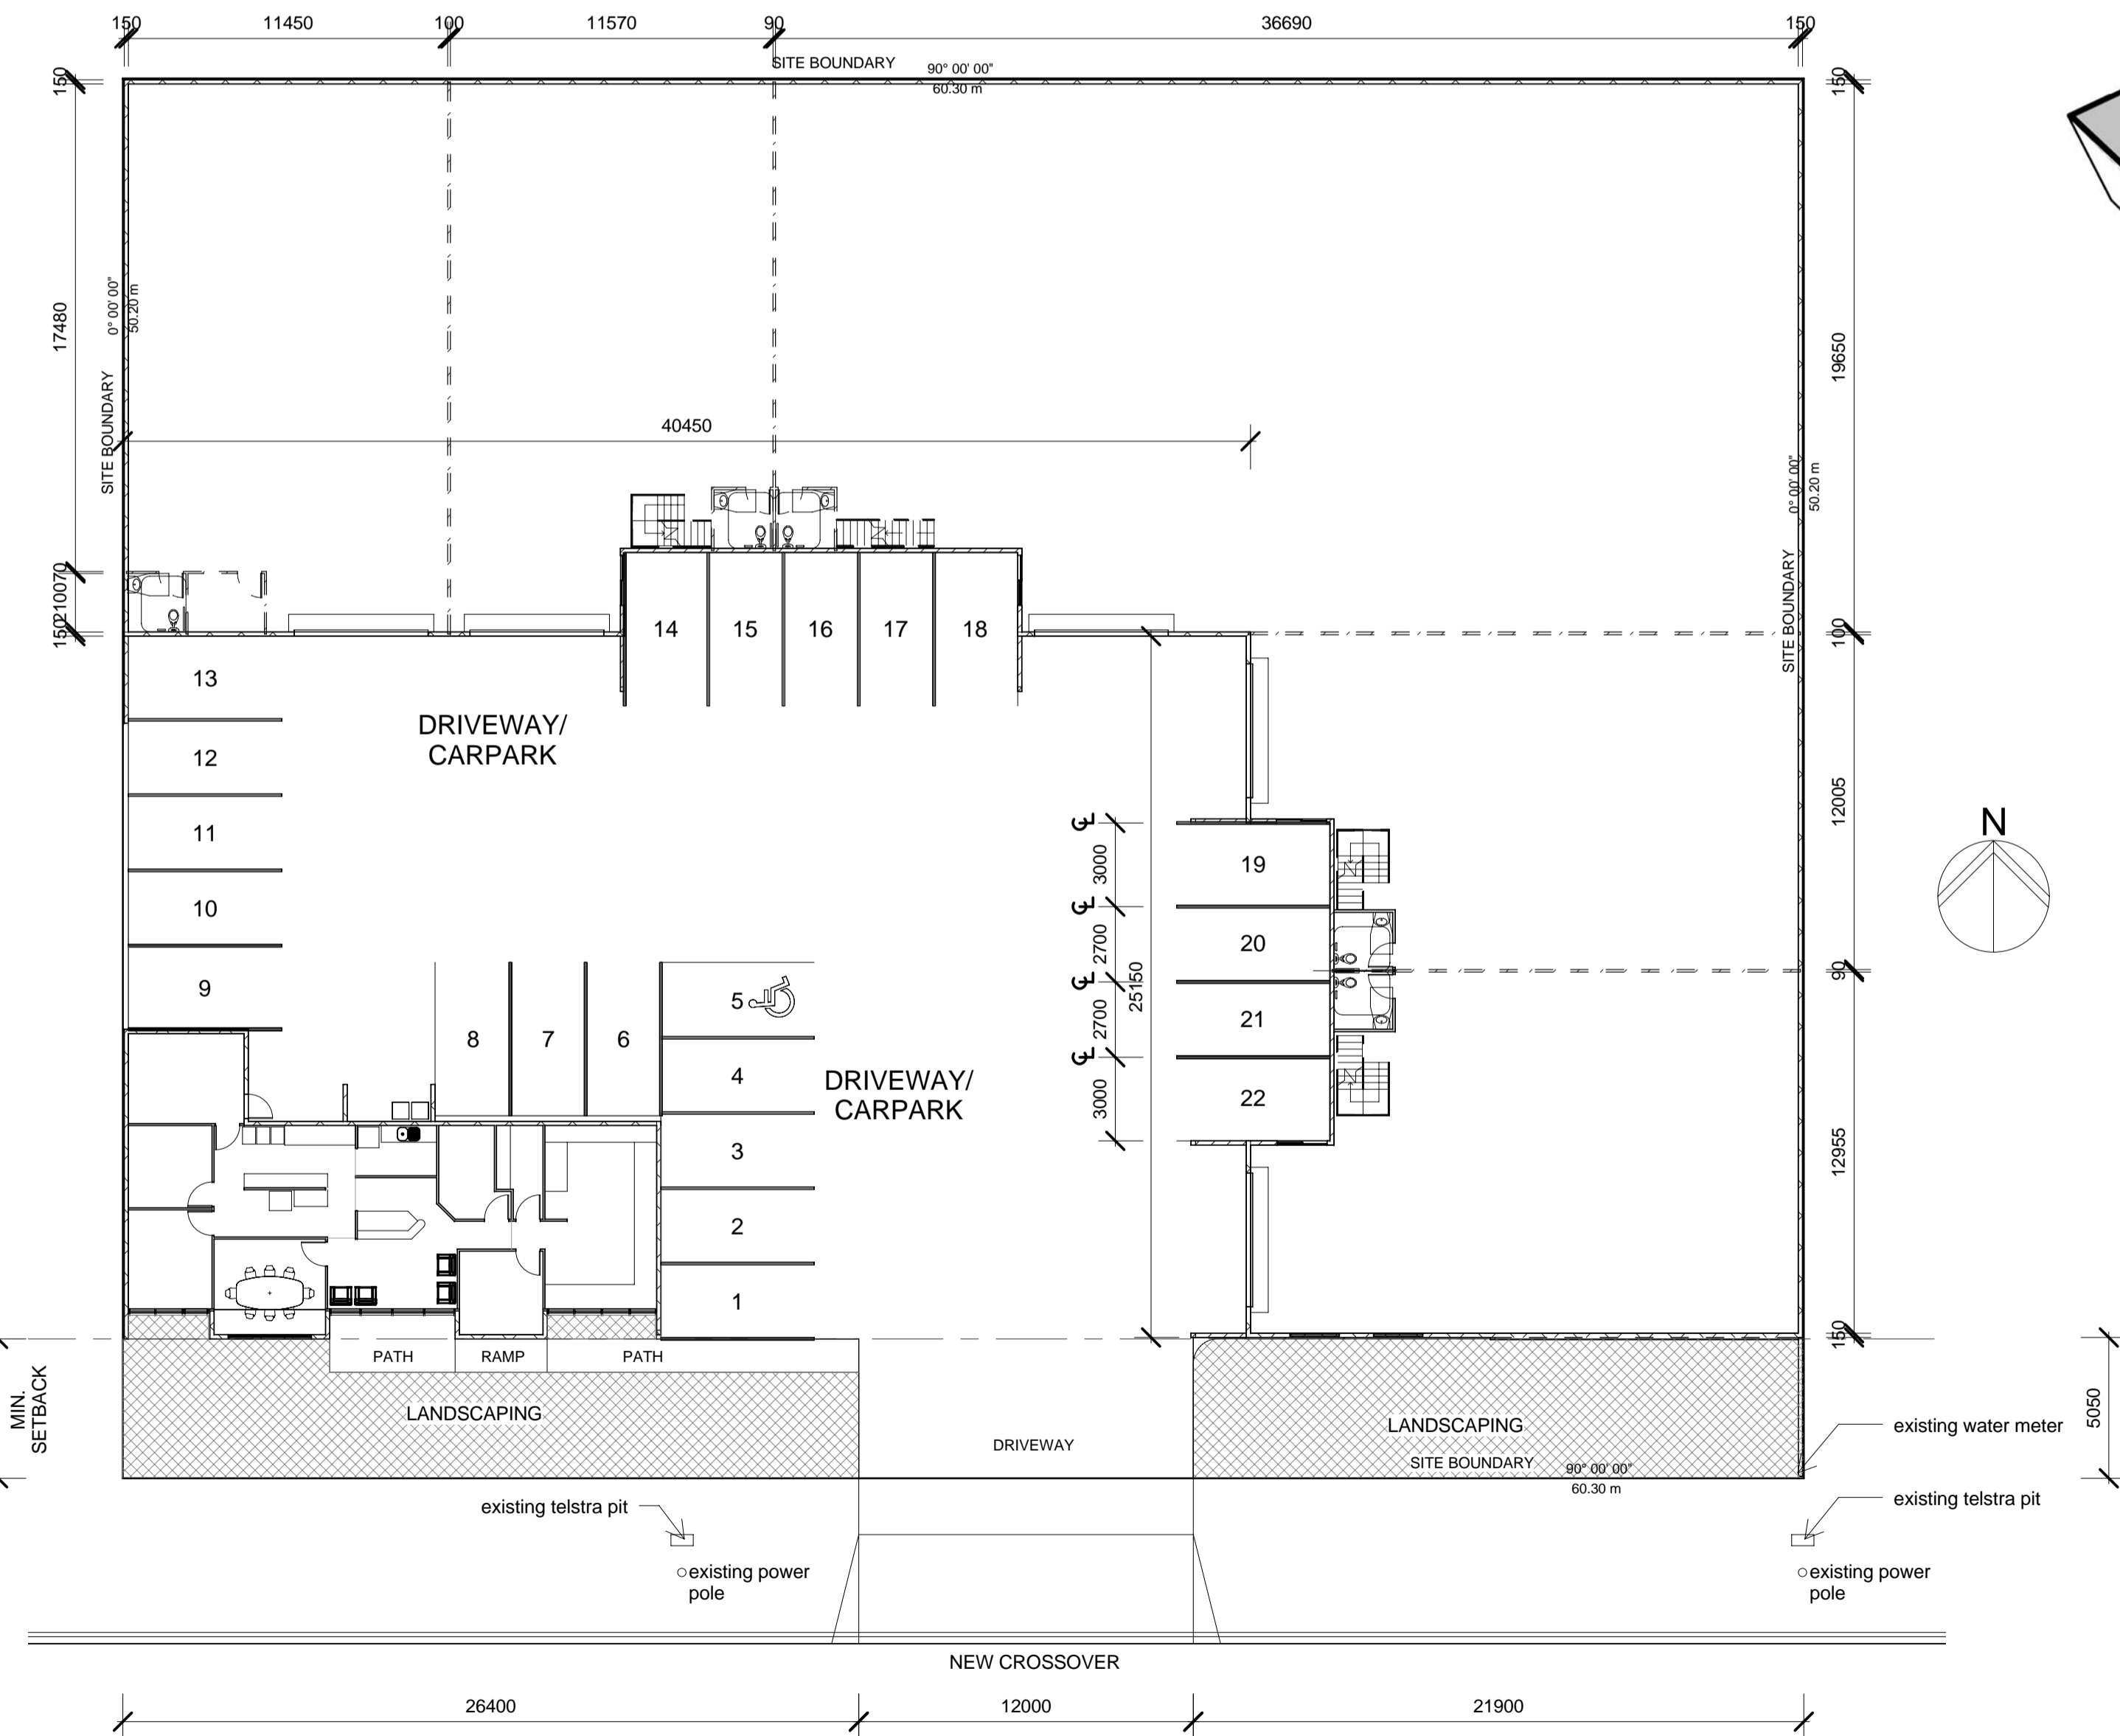 150 11450 100 11570 90 36690 150
SITE BOUNDARY
90° 00' 00"
60.30 m
150
150
17480
0° 00' 00"
50.20 m
SITE BOUNDARY
19650
0° 00' 00"
50.20 m
SITE BOUNDARY
40450
2100
70
150
100
14 15 16 17 18
13
12
11
10
9
DRIVEWAY/
CARPARK
12005
N
3000
2700
2700
3000
25150
19
20
21
22
90
5
4
3
2
1
8 7 6
DRIVEWAY/
CARPARK
12955
150
PATH RAMP PATH
MIN.
SETBACK
LANDSCAPING
DRIVEWAY
LANDSCAPING
SITE BOUNDARY
90° 00' 00"
60.30 m
5050
existing water meter
existing telstra pit
existing telstra pit
existing power
pole
existing power
pole
NEW CROSSOVER
26400 12000 21900